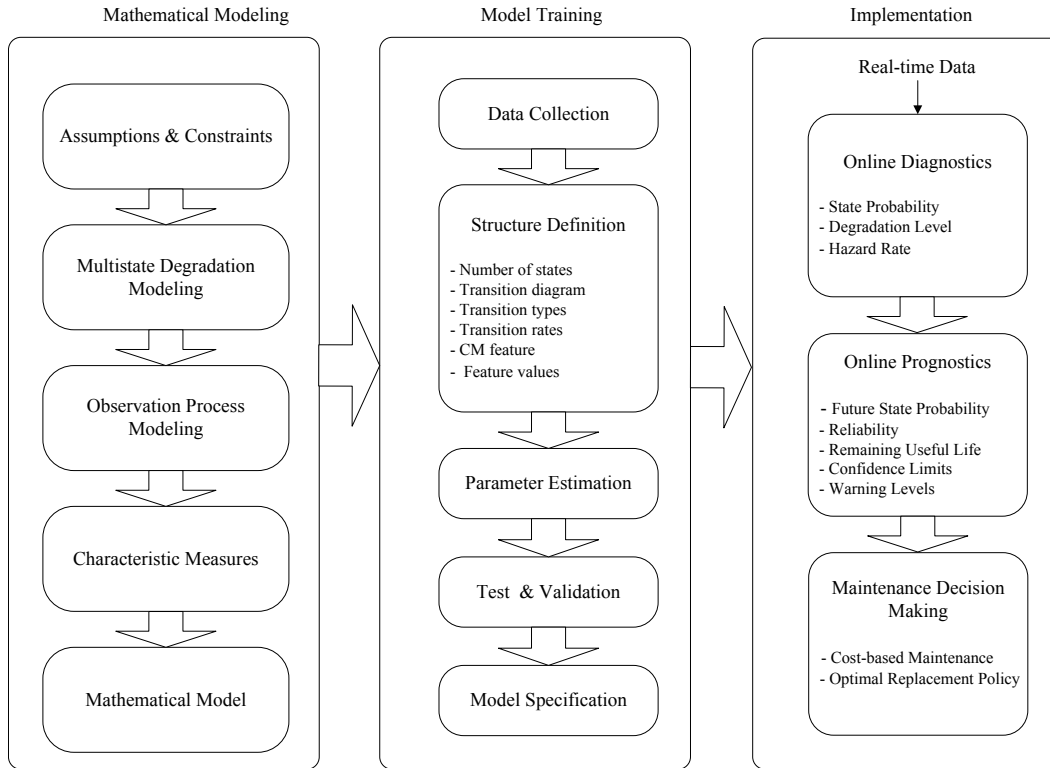 Mathematical Modeling
Assumptions & Constraints
Multistate Degradation
Modeling
Observation Process
Modeling
Characteristic Measures
Mathematical Model
Model Training
Data Collection
Structure Definition
- Number of states
- Transition diagram
- Transition types
- Transition rates
- CM feature
- Feature values
Parameter Estimation
Test & Validation
Model Specification
Implementation
Real-time Data
Online Diagnostics
- State Probability
- Degradation Level
- Hazard Rate
Online Prognostics
- Future State Probability
- Reliability
- Remaining Useful Life
- Confidence Limits
- Warning Levels
Maintenance Decision
Making
- Cost-based Maintenance
- Optimal Replacement Policy